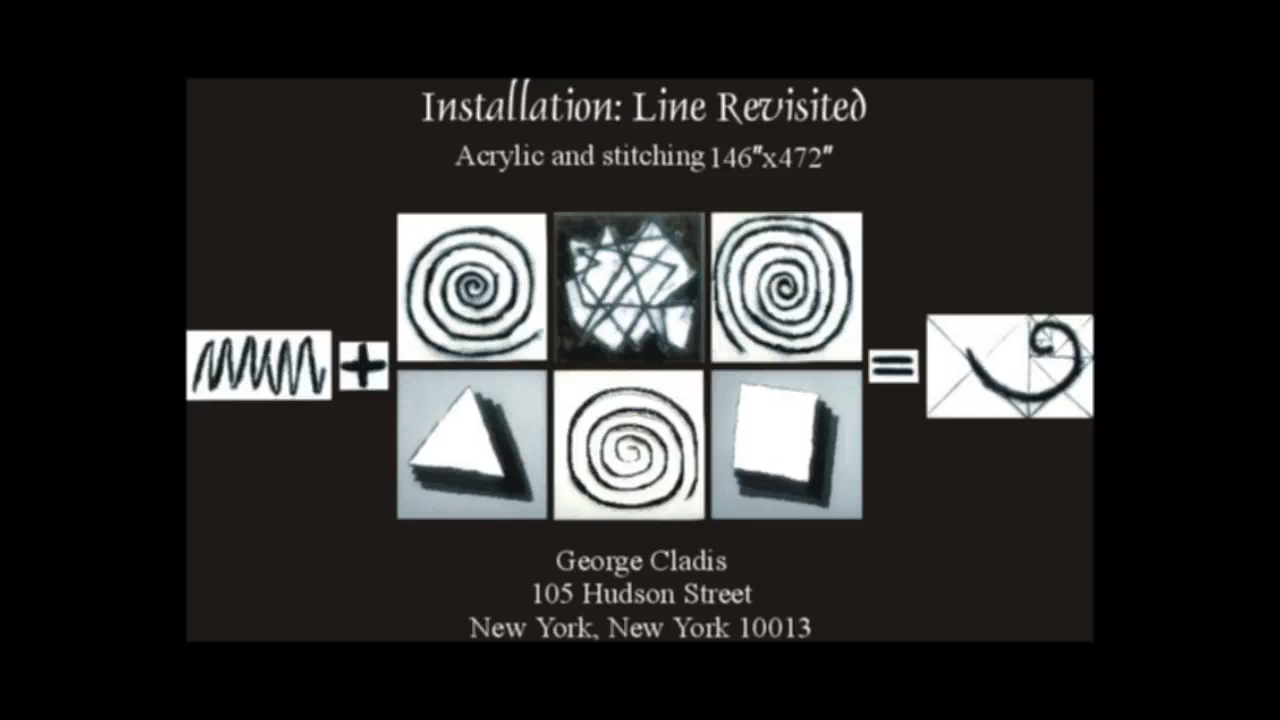 Installation: Line Revisited
Acrylic and stitching 146"x472"
+
=
George Cladis
105 Hudson Street
New York, New York 10013